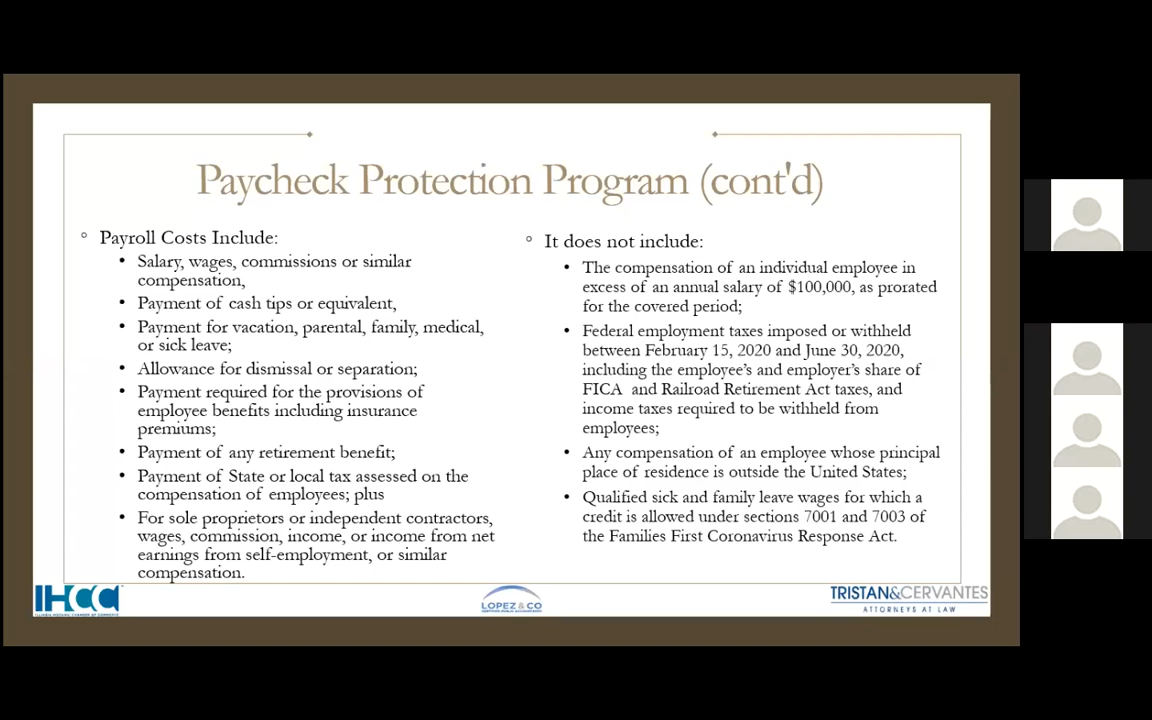 Paycheck Protection Program (cont'd)
Payroll Costs Include:
Salary, wages, commissions or similar
compensation,
Payment of cash tips or equivalent,
Payment for vacation, parental, family, medical,
or sick leave;
Allowance for dismissal or separation;
Payment required for the provisions of
employee benefits including insurance
premiums;
Payment of any retirement benefit;
Payment of State or local tax assessed on the
compensation of employees; plus
For sole proprietors or independent contractors,
wages, commission, income, or income from net
earnings from self-employment, or similar
compensation.
It does not include:
The compensation of an individual employee in
excess of an annual salary of $100,000, as prorated
for the covered period;
Federal employment taxes imposed or withheld
between February 15, 2020 and June 30, 2020,
including the employee's and employer's share of
FICA and Railroad Retirement Act taxes, and
income taxes required to be withheld from
employees;
Any compensation of an employee whose principal
place of residence is outside the United States;
Qualified sick and family leave wages for which a
credit is allowed under sections 7001 and 7003 of
the Families First Coronavirus Response Act.
IHCC
ILLINOIS HISPANIC CHAMBER OF COMMERCE
LOPEZ & CO
CERTIFIED PUBLIC ACCOUNTANTS
TRISTAN&CERVANTES
ATTORNEYS AT LAW